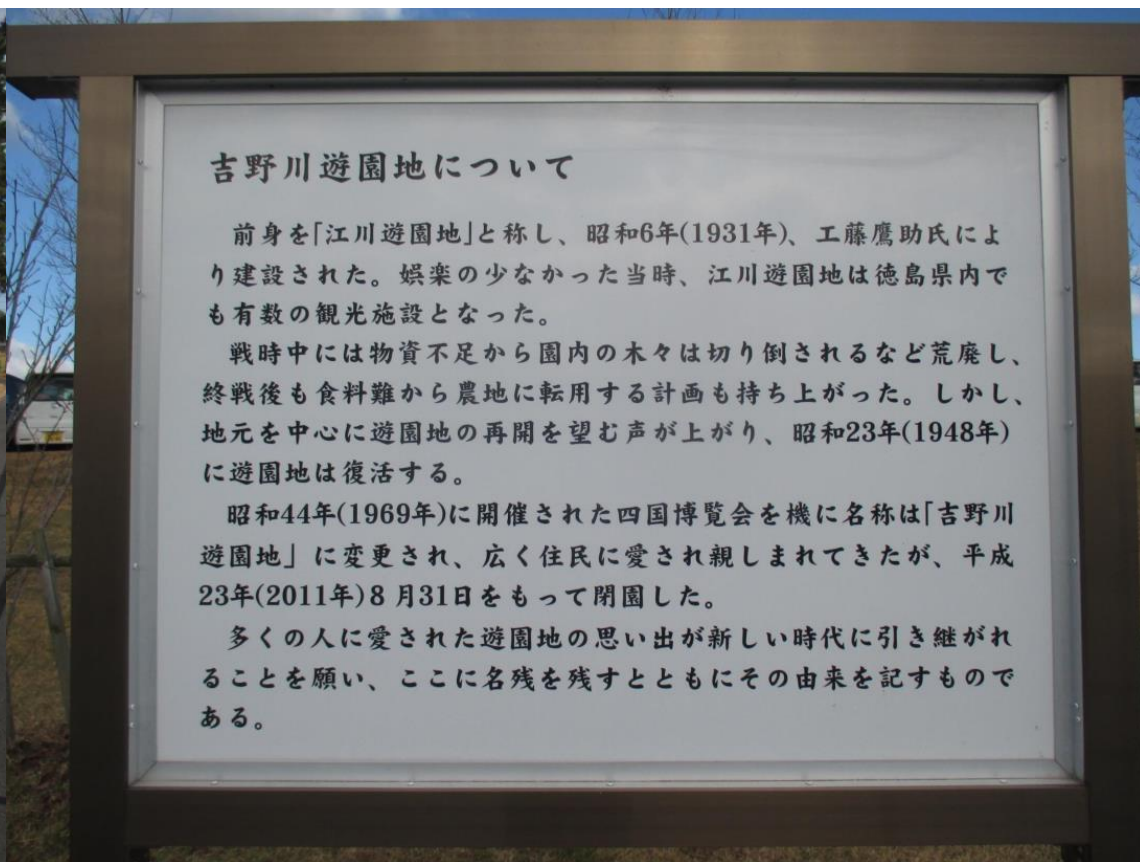 吉野川遊園地について
前身を｢江川遊園地｣と称し、昭和6年(1931年)、工藤鷹助氏によ
り建設された。娯楽の少なかった当時、江川遊園地は徳島県内で
も有数の観光施設となった。
戦時中には物資不足から園内の木々は切り倒されるなど荒廃し、
終戦後も食料難から農地に転用する計画も持ち上がった。しかし、
地元を中心に遊園地の再開を望む声が上がり、昭和23年(1948年)
に遊園地は復活する。
昭和44年(1969年)に開催された四国博覧会を機に名称は｢吉野川
遊園地｣に変更され、広く住民に愛され親しまれてきたが、平成
23年(2011年)8月31日をもって閉園した。
多くの人に愛された遊園地の思い出が新しい時代に引き継がれ
ることを願い、ここに名残を残すとともにその由来を記すもので
ある。